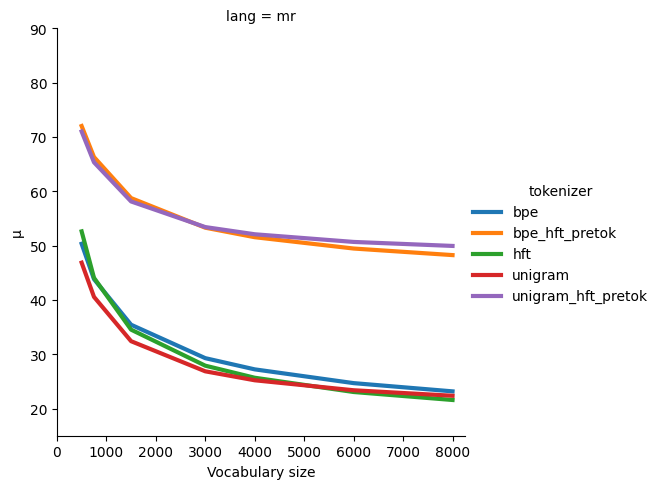 lang = mr
90
80
70
60
50
40
30
20
μ
0 1000 2000 3000 4000 5000 6000 7000 8000
Vocabulary size
tokenizer
bpe
bpe_hft_pretok
hft
unigram
unigram_hft_pretok